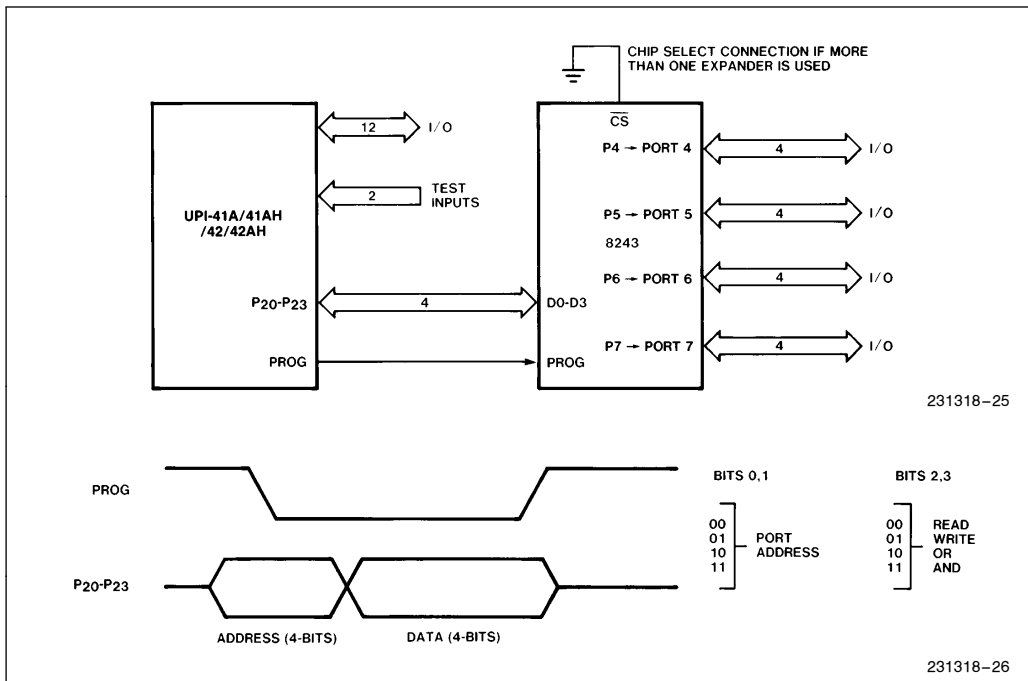 CHIP SELECT CONNECTION IF MORE
THAN ONE EXPANDER IS USED
CS
12 I/O
P4 → PORT 4 4 I/O
2 TEST
INPUTS
UPI-41A/41AH
/42/42AH
P5 → PORT 5 4 I/O
8243
P6 → PORT 6 4 I/O
P20-P23 4 D0-D3
P7 → PORT 7 4 I/O
PROG PROG
231318-25
PROG
BITS 0,1 BITS 2,3
00 00 READ
01 PORT 01 WRITE
10 ADDRESS 10 OR
11 11 AND
P20-P23
ADDRESS (4-BITS) DATA (4-BITS)
231318-26